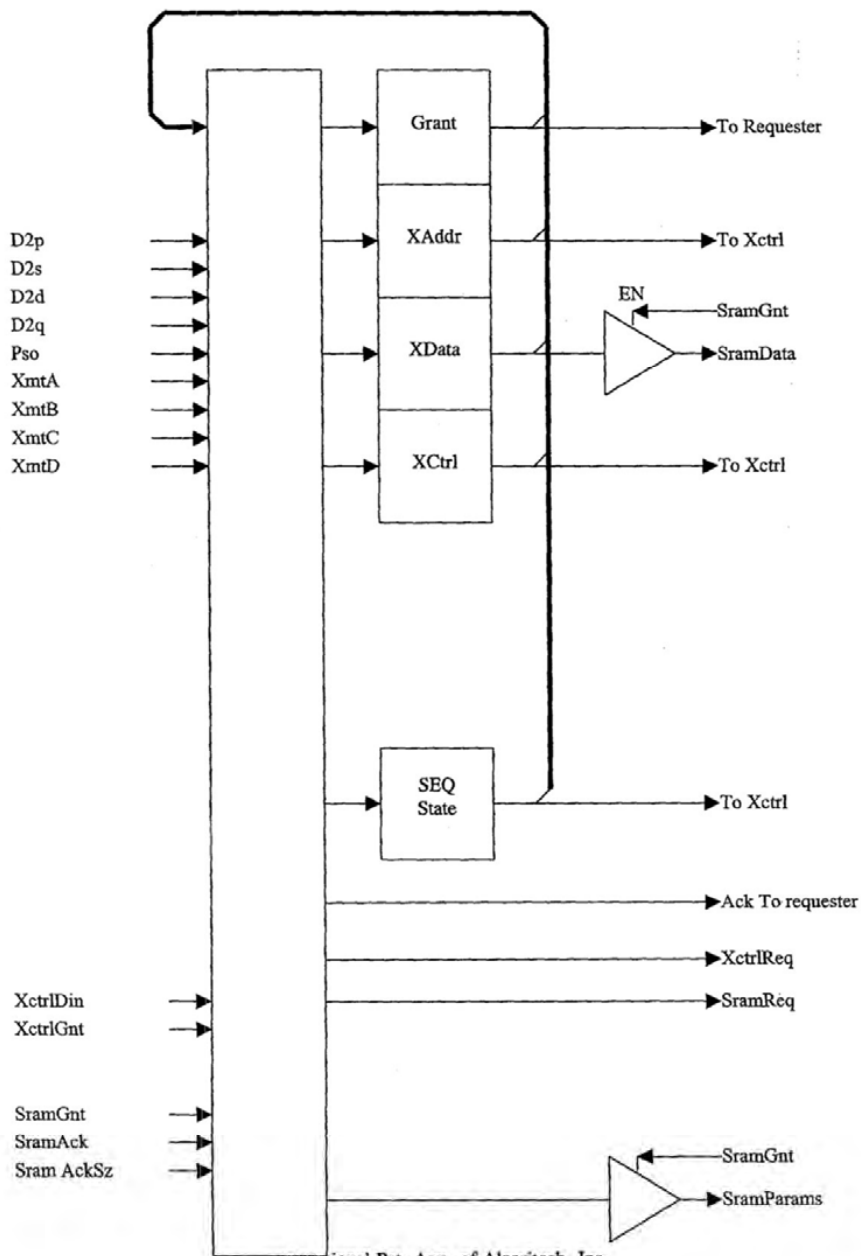 Grant
To Requester
D2p
XAddr
To Xctrl
D2s
D2d
EN
SramGnt
D2q
Pso
XData
SramData
XmtA
XmtB
XmtC
XmtD
XCtrl
To Xctrl
SEQ
State
To Xctrl
Ack To requester
XctrlReq
XctrlDin
SramReq
XctrlGnt
SramGnt
SramAck
SramGnt
Sram AckSz
SramParams
of Alacritech, Inc